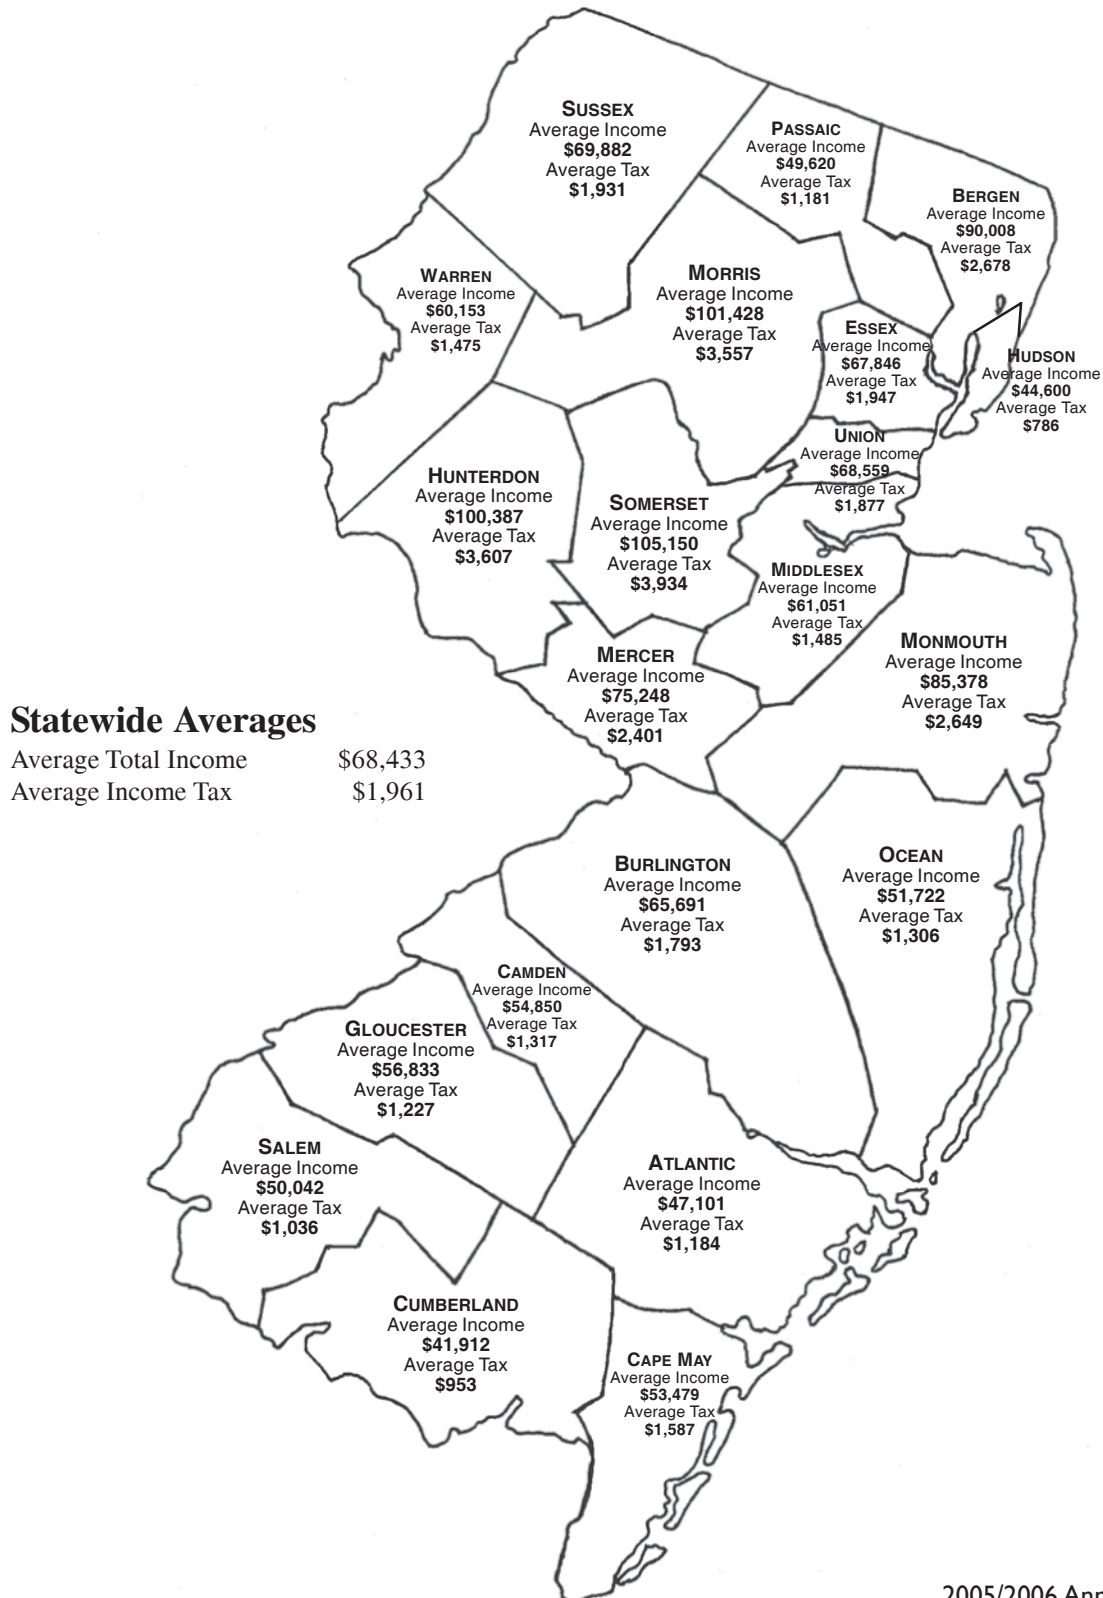 SUSSEX
Average Income
$69,882
Average Tax
$1,931
PASSAIC
Average Income
$49,620
Average Tax
$1,181
BERGEN
Average Income
$90,008
Average Tax
$2,678
WARREN
Average Income
$60,153
Average Tax
$1,475
MORRIS
Average Income
$101,428
Average Tax
$3,557
ESSEX
Average Income
$67,846
Average Tax
$1,947
HUDSON
Average Income
$44,600
Average Tax
$786
UNION
Average Income
$68,559
Average Tax
$1,877
HUNTERDON
Average Income
$100,387
Average Tax
$3,607
SOMERSET
Average Income
$105,150
Average Tax
$3,934
MIDDLESEX
Average Income
$61,051
Average Tax
$1,485
MERCER
Average Income
$75,248
Average Tax
$2,401
MONMOUTH
Average Income
$85,378
Average Tax
$2,649
Statewide Averages
Average Total Income $68,433
Average Income Tax $1,961
BURLINGTON
Average Income
$65,691
Average Tax
$1,793
OCEAN
Average Income
$51,722
Average Tax
$1,306
CAMDEN
Average Income
$54,850
Average Tax
$1,317
GLOUCESTER
Average Income
$56,833
Average Tax
$1,227
SALEM
Average Income
$50,042
Average Tax
$1,036
ATLANTIC
Average Income
$47,101
Average Tax
$1,184
CUMBERLAND
Average Income
$41,912
Average Tax
$953
CAPE MAY
Average Income
$53,479
Average Tax
$1,587
2005/2006 Ann